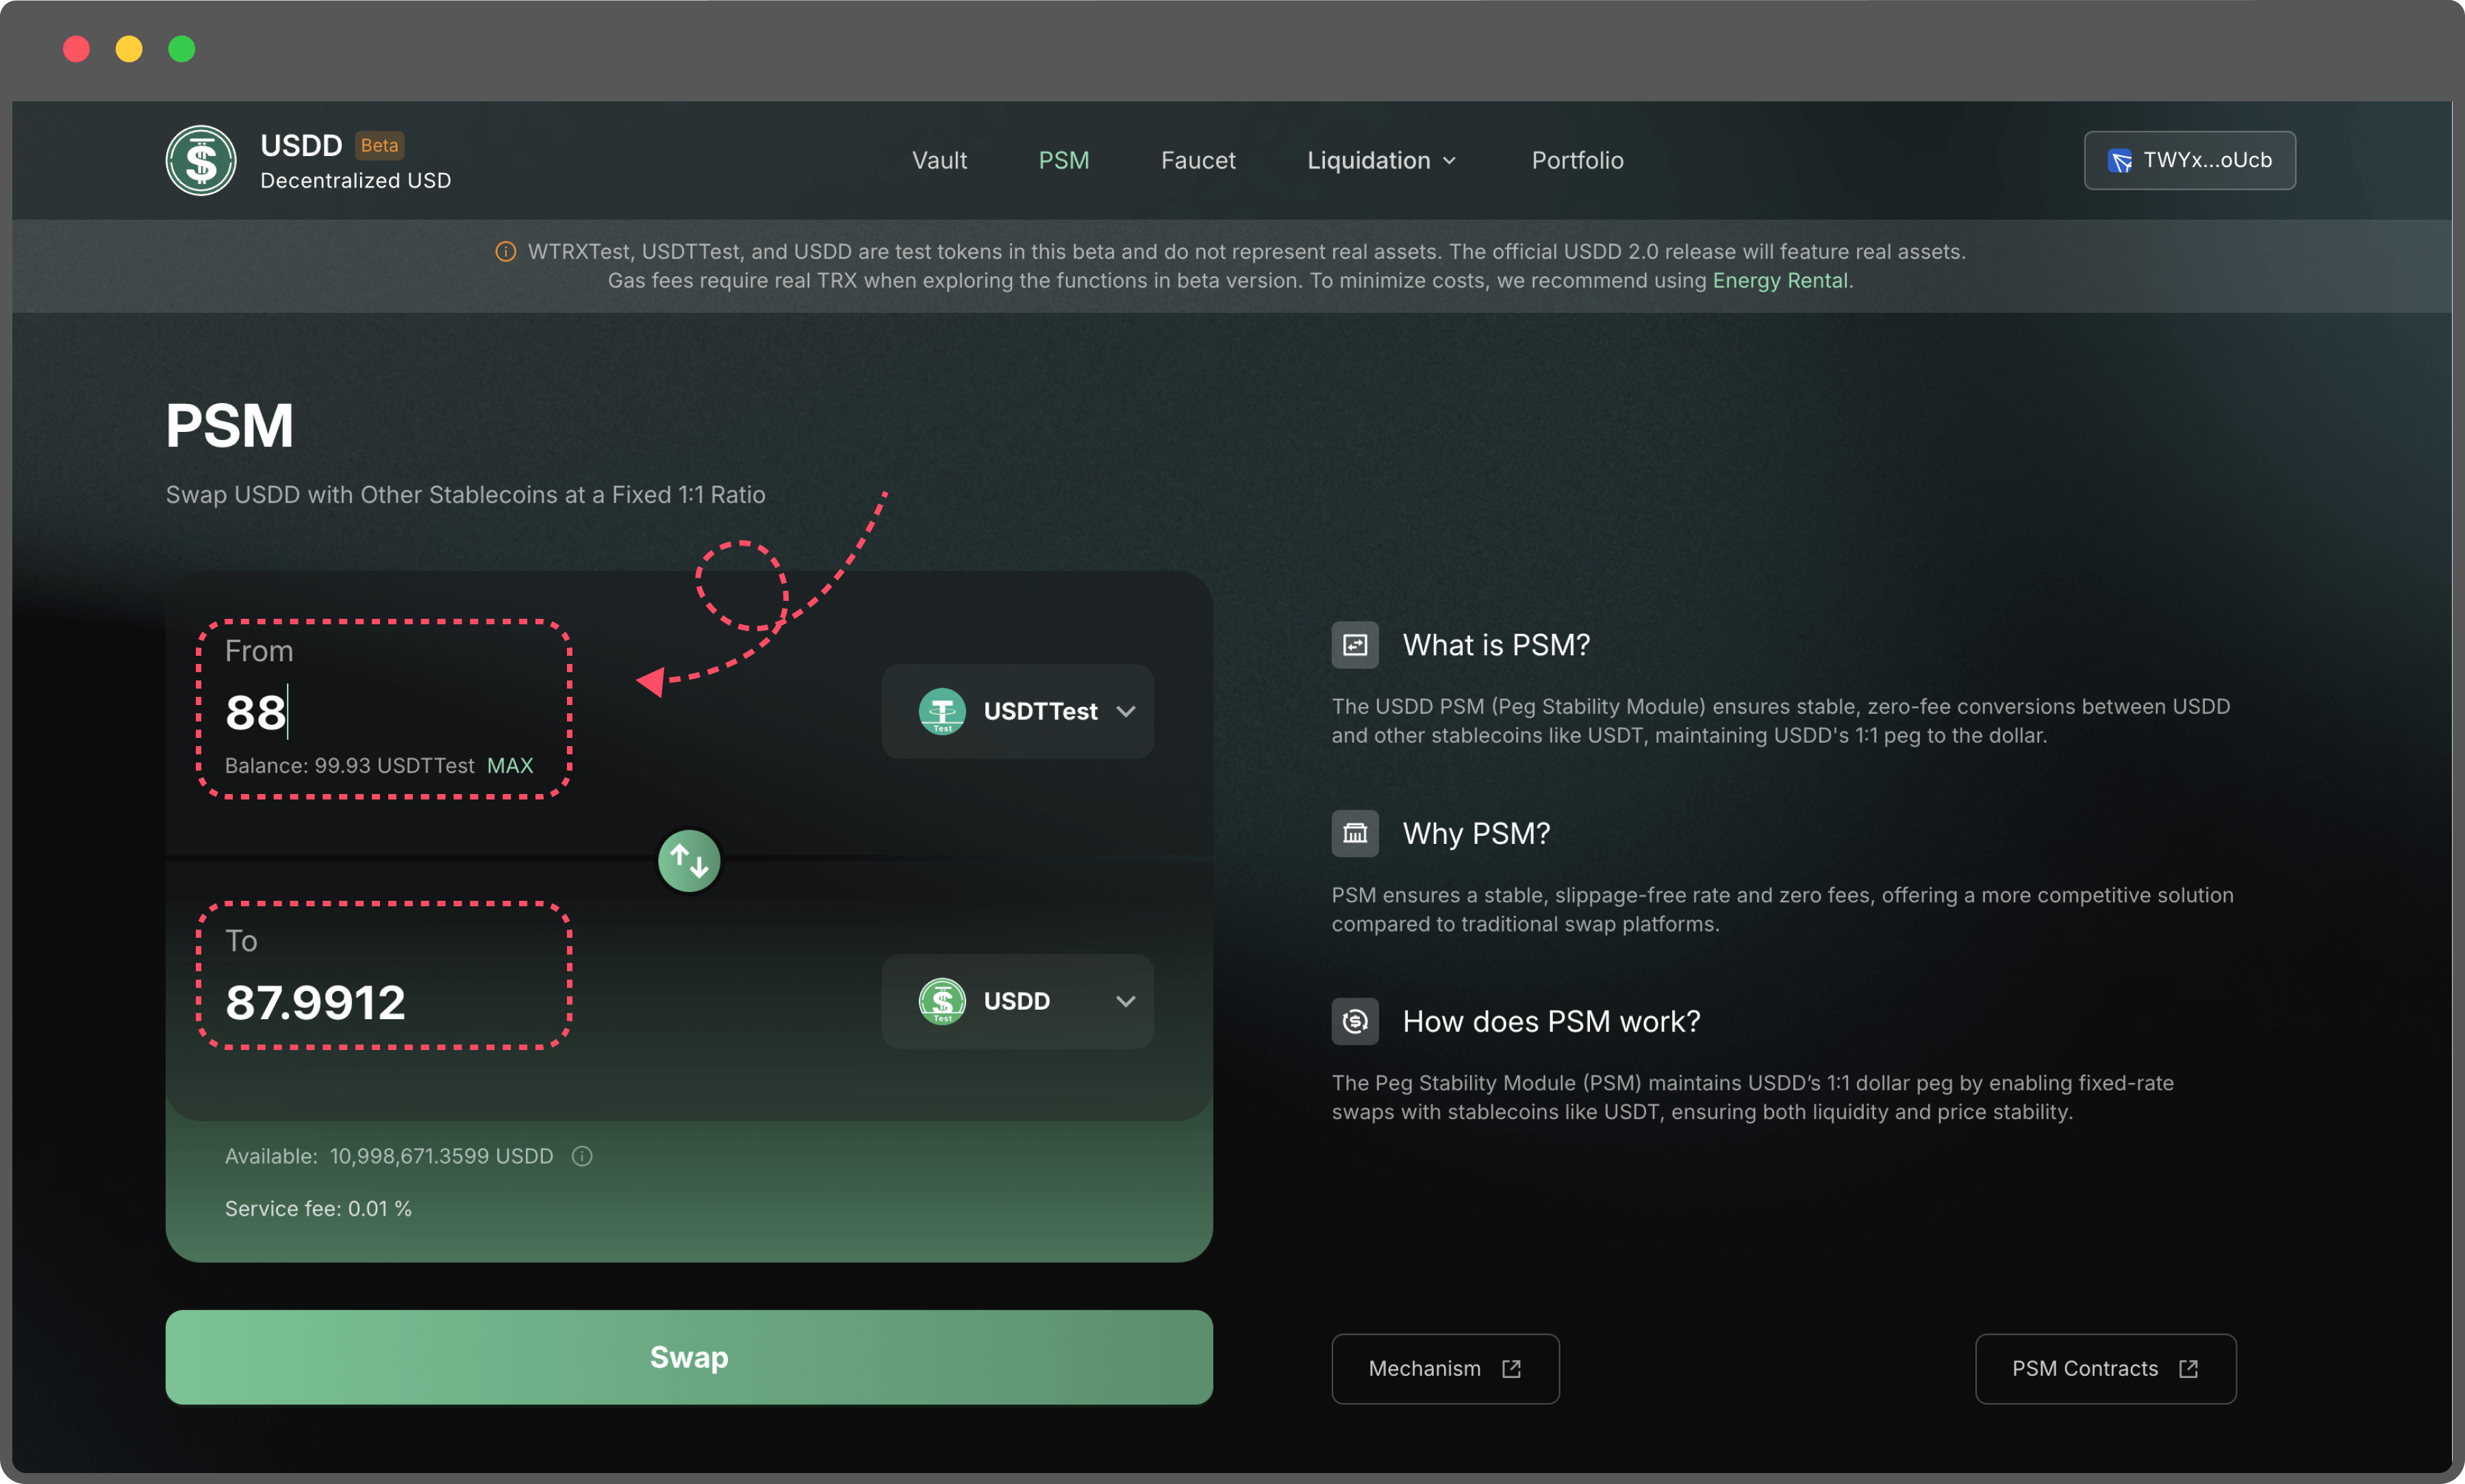 USDD Beta
Decentralized USD
Vault
PSM
Faucet
Liquidation
Portfolio
TWYx...oUcb
WTRXTest, USDTTest, and USDD are test tokens in this beta and do not represent real assets. The official USDD 2.0 release will feature real assets.
Gas fees require real TRX when exploring the functions in beta version. To minimize costs, we recommend using Energy Rental.
PSM
Swap USDD with Other Stablecoins at a Fixed 1:1 Ratio
From
88
Balance: 99.93 USDTTest MAX
Test
USDTTest
To
87.9912
Test
USDD
Available: 10,998,671.3599 USDD
Service fee: 0.01 %
Swap
What is PSM?
The USDD PSM (Peg Stability Module) ensures stable, zero-fee conversions between USDD
and other stablecoins like USDT, maintaining USDD's 1:1 peg to the dollar.
Why PSM?
PSM ensures a stable, slippage-free rate and zero fees, offering a more competitive solution
compared to traditional swap platforms.
How does PSM work?
The Peg Stability Module (PSM) maintains USDD’s 1:1 dollar peg by enabling fixed-rate
swaps with stablecoins like USDT, ensuring both liquidity and price stability.
Mechanism
PSM Contracts